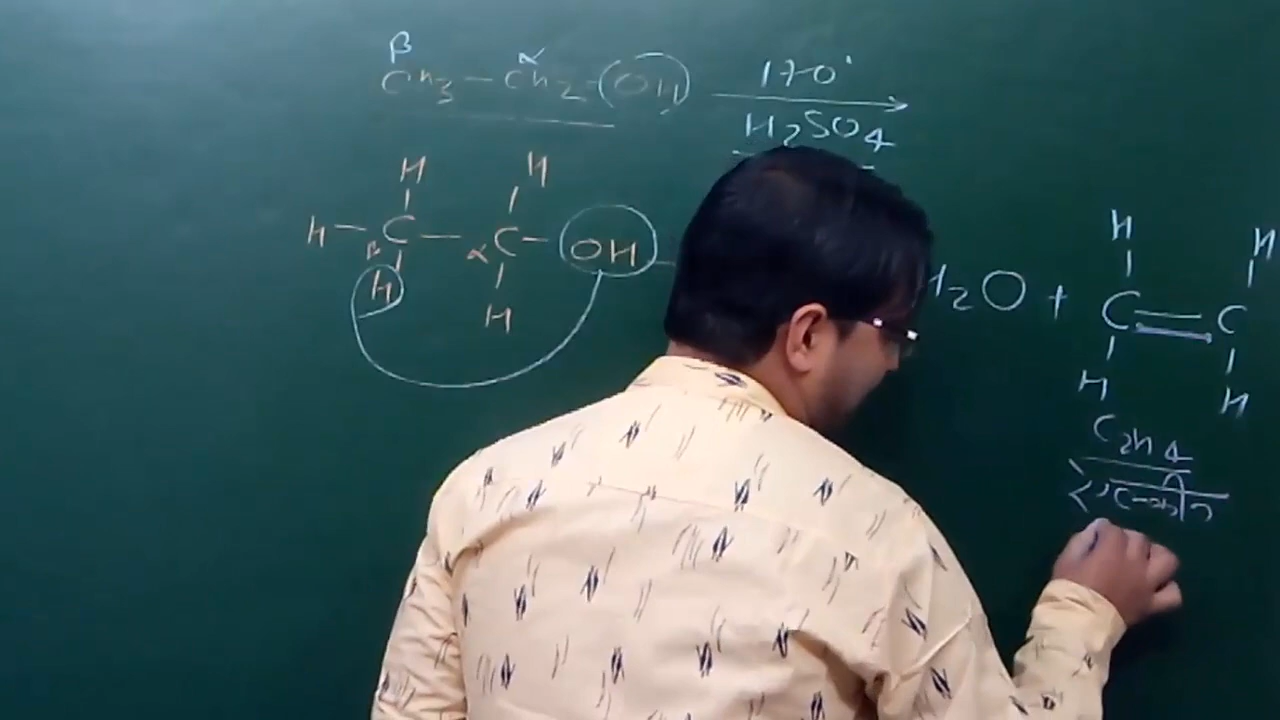 β α
CH3 - CH2 - OH 170° H2SO4
H H
H - C - C - OH
β α
H H
H2O +
H H
C = C
H H
C2H4